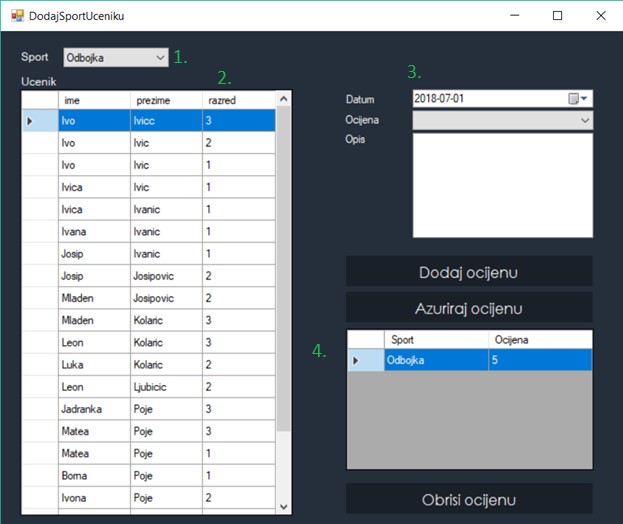 DodajSportUceniku
Sport Odbojka 1.
Ucenik 2.
ime prezime razred
Ivo Ivicc 3
Ivo Ivic 2
Ivo Ivic 1
Ivica Ivic 1
Ivica Ivanic 1
Ivana Ivanic 1
Josip Ivanic 1
Josip Josipovic 2
Mladen Josipovic 2
Mladen Kolaric 3
Leon Kolaric 3
Luka Kolaric 2
Leon Ljubicic 2
Jadranka Poje 3
Matea Poje 3
Matea Poje 1
Borna Poje 1
Ivona Poje 2
3.
Datum 2018-07-01
Ocijena
Opis
Dodaj ocijenu
Azuriraj ocijenu
4.
Sport Ocijena
Odbojka 5
Obrisi ocijenu